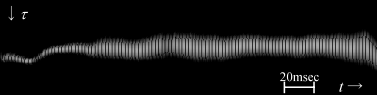 ↓ τ
20msec
t →